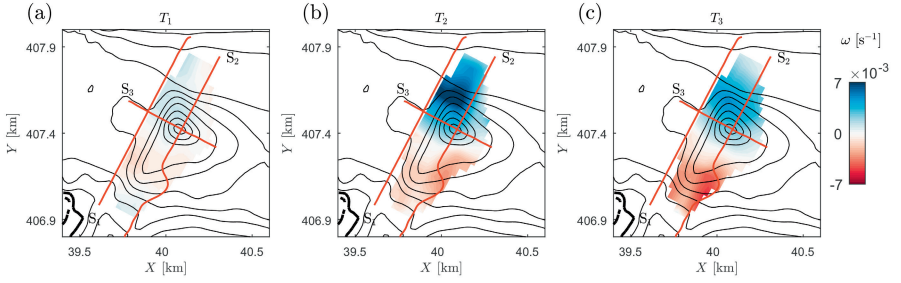 (a) T₁ (b) T₂ (c) T₃
ω [s⁻¹]
407.9 S₂ 407.9 S₂ 407.9 S₂
7 ×10⁻³
S₃ S₃ S₃
Y [km] 407.4 Y [km] 407.4 Y [km] 407.4 0
-7
406.9 S₁ 406.9 S₁ 406.9 S₁
39.5 40 40.5 39.5 40 40.5 39.5 40 40.5
X [km] X [km] X [km]